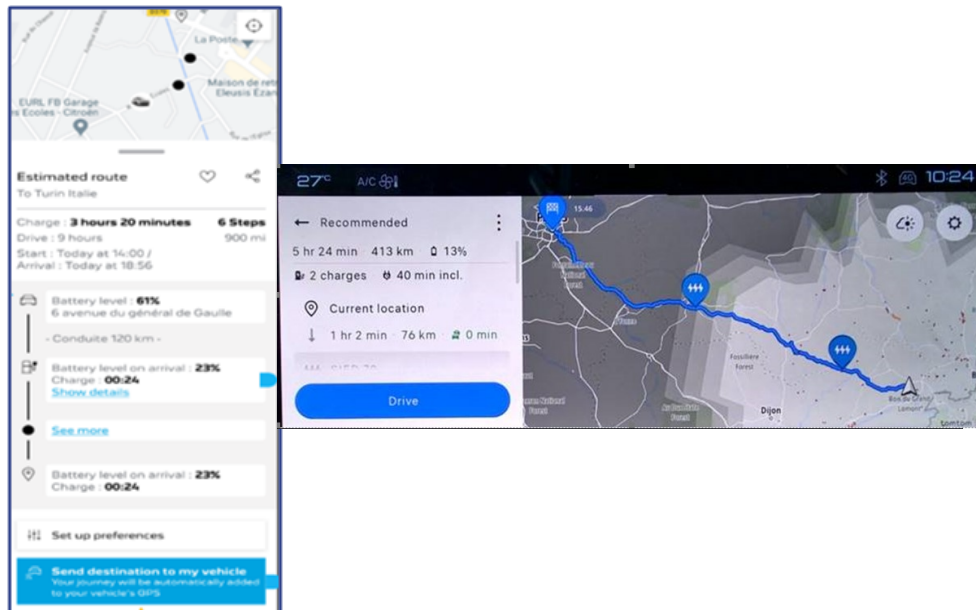 La Poste
Maison de retr
Eleusis Ezan
EURL FB Garage
es Ecoles - Citroën
Estimated route
To Turin Italie
Charge : 3 hours 20 minutes 6 Steps
Drive : 9 hours 900 mi
Start : Today at 14:00 /
Arrival : Today at 18:56
Battery level : 61%
6 avenue du général de Gaulle
- Conduite 120 km -
Battery level on arrival : 23%
Charge : 00:24
Show details
See more
Battery level on arrival : 23%
Charge : 00:24
Set up preferences
Send destination to my vehicle
Your journey will be automatically added
to your vehicle's GPS
27°C A/C
4G 10:24
← Recommended
5 hr 24 min · 413 km 13%
2 charges 40 min incl.
Current location
↓ 1 hr 2 min · 76 km · 0 min
Drive
15:46
Fontainebleau
National
Forest
Fossilière
Forest
Dijon
tomtom